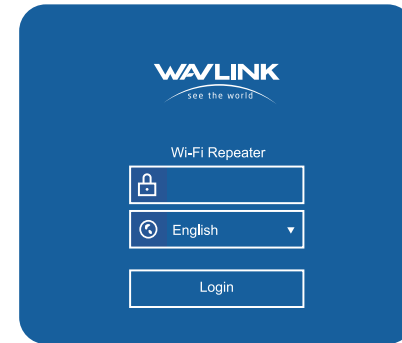 WAVLINK
see the world
Wi-Fi Repeater
English
Login